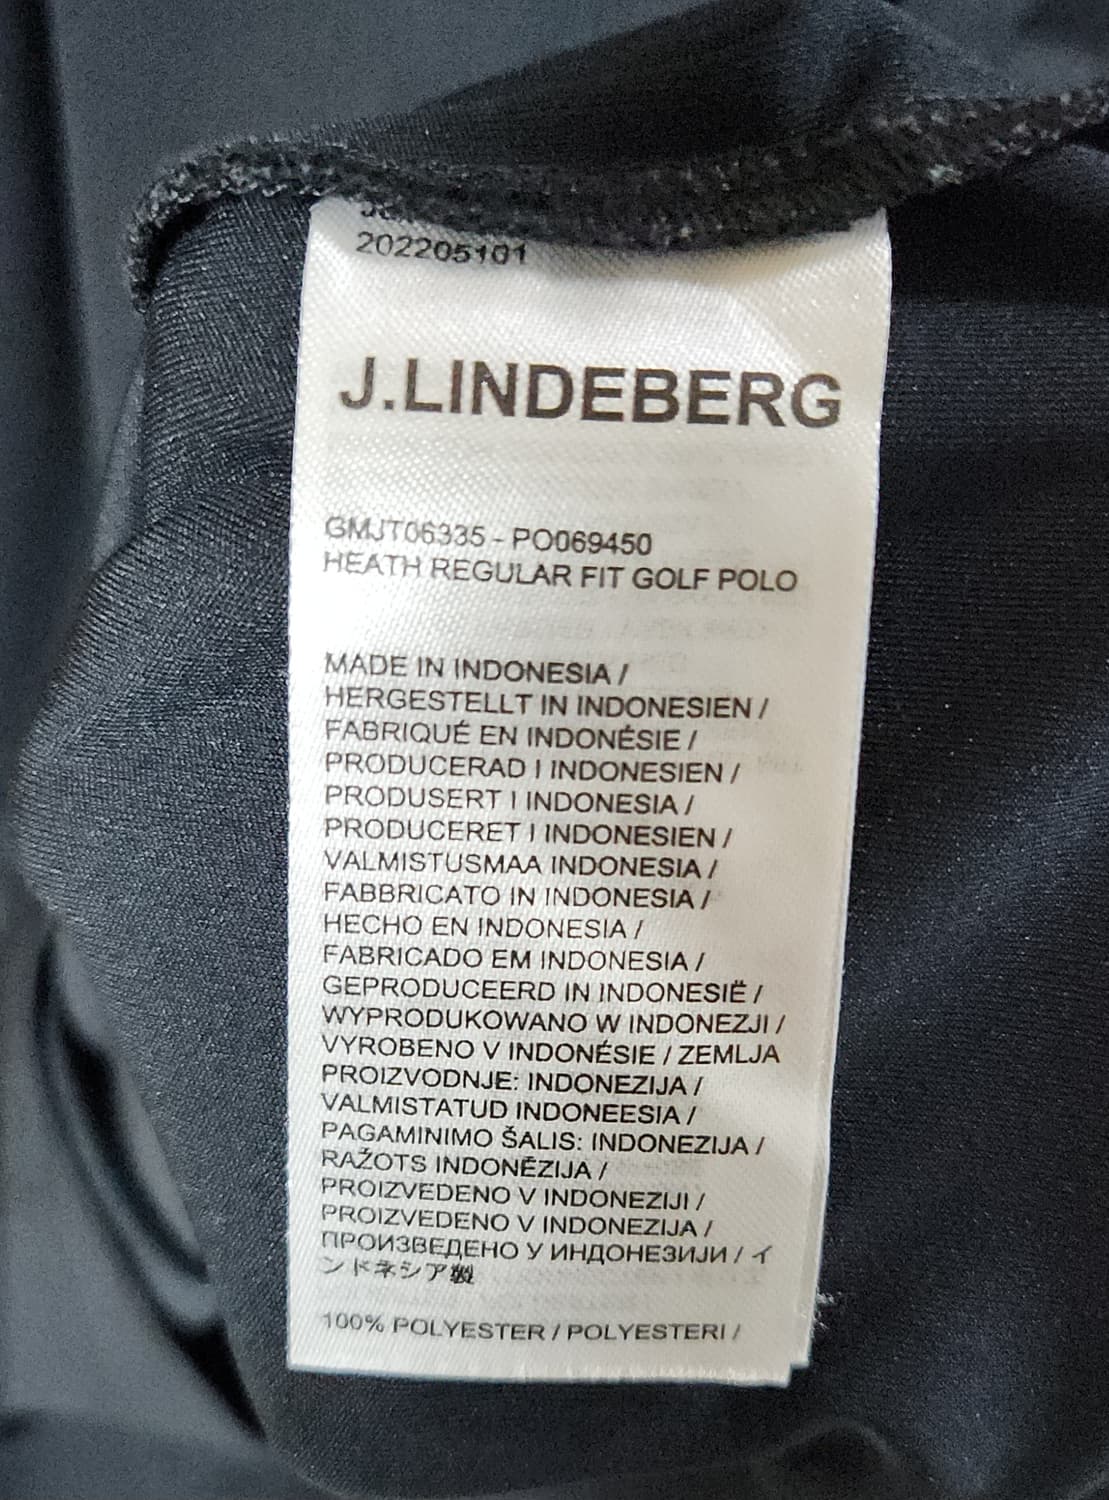 202205101
J.LINDEBERG
GMJT06335 - PO069450
HEATH REGULAR FIT GOLF POLO
MADE IN INDONESIA /
HERGESTELLT IN INDONESIEN /
FABRIQUÉ EN INDONÉSIE /
PRODUCERAD I INDONESIEN /
PRODUSERT I INDONESIA /
PRODUCERET I INDONESIEN /
VALMISTUSMAA INDONESIA /
FABBRICATO IN INDONESIA /
HECHO EN INDONESIA /
FABRICADO EM INDONESIA /
GEPRODUCEERD IN INDONESIË /
WYPRODUKOWANO W INDONEZJI /
VYROBENO V INDONÉSIE / ZEMLJA
PROIZVODNJE: INDONEZIJA /
VALMISTATUD INDONEESIA /
PAGAMINIMO ŠALIS: INDONEZIJA /
RAŽOTS INDONĒZIJA /
PROIZVEDENO V INDONEZIJI /
PROIZVEDENO V INDONEZIJA /
ПРОИЗВЕДЕНО У ИНДОНЕЗИЈИ / イ
ンドネシア製
100% POLYESTER / POLYESTERI /